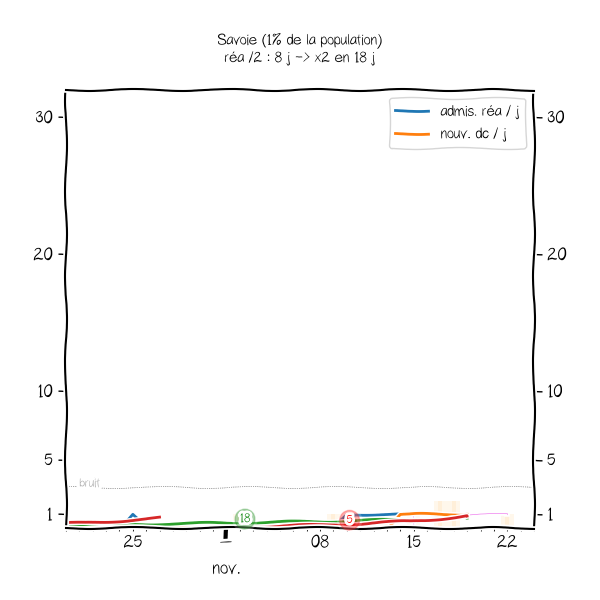 Savoie (1% de la population)
réa /2 : 8 j -> x2 en 18 j
admis. réa / j
nouv. dc / j
30
30
20
20
10
10
5
5
bruit
1
18
5
1
25
1
08
15
22
nov.